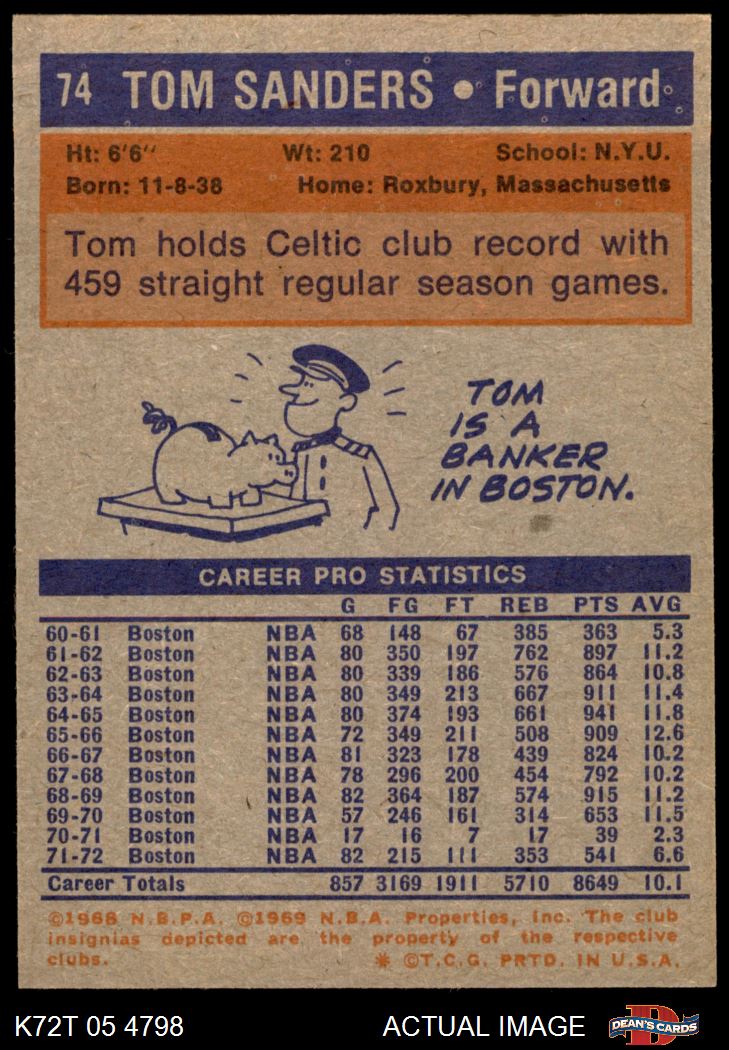 74 TOM SANDERS • Forward
Ht: 6'6" Wt: 210 School: N.Y.U.
Born: 11-8-38 Home: Roxbury, Massachusetts
Tom holds Celtic club record with
459 straight regular season games.
TOM
IS A
BANKER
IN BOSTON.
CAREER PRO STATISTICS
G FG FT REB PTS AVG
60-61 Boston NBA 68 148 67 385 363 5.3
61-62 Boston NBA 80 350 197 762 897 11.2
62-63 Boston NBA 80 339 186 576 864 10.8
63-64 Boston NBA 80 349 213 667 911 11.4
64-65 Boston NBA 80 374 193 661 941 11.8
65-66 Boston NBA 72 349 211 508 909 12.6
66-67 Boston NBA 81 323 178 439 824 10.2
67-68 Boston NBA 78 296 200 454 792 10.2
68-69 Boston NBA 82 364 187 574 915 11.2
69-70 Boston NBA 57 246 161 314 653 11.5
70-71 Boston NBA 17 16 7 17 39 2.3
71-72 Boston NBA 82 215 111 353 541 6.6
Career Totals 857 3169 1911 5710 8649 10.1
©1968 N.B.P.A. ©1969 N.B.A. Properties, Inc. The club
insignias depicted are the property of the respective
clubs. * ©T.C.G. PRTD. IN U.S.A.
K72T 05 4798 ACTUAL IMAGE DEAN'S CARDS